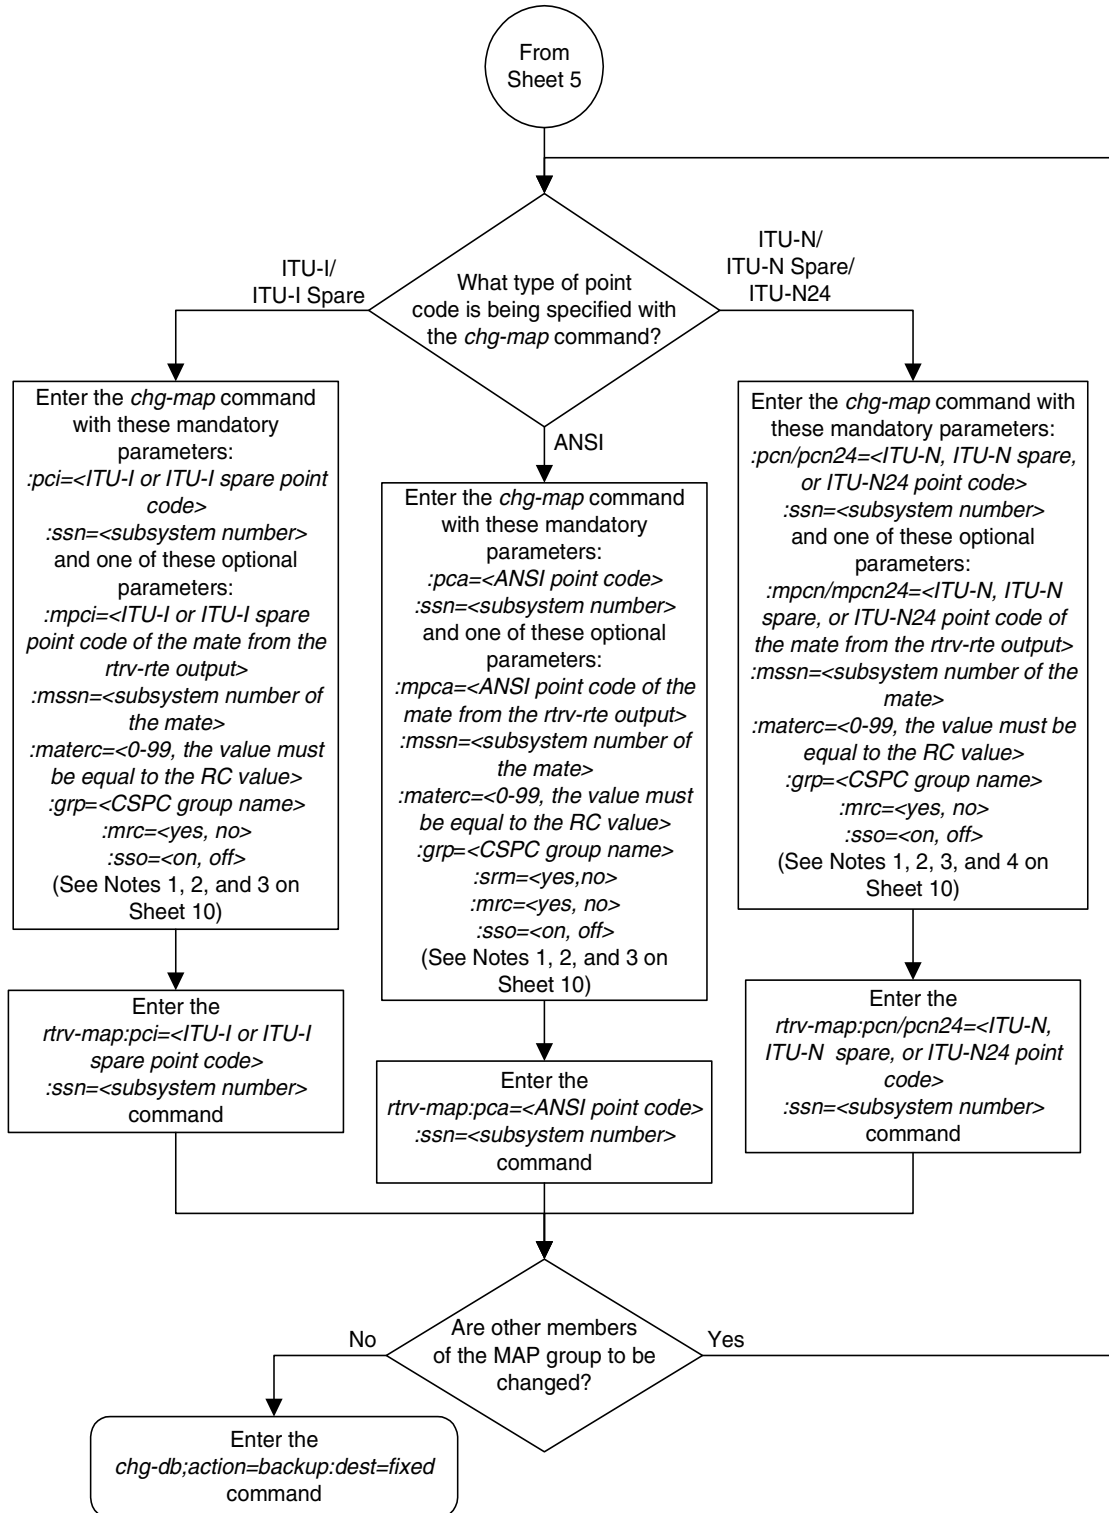 From
Sheet 5
What type of point
code is being specified with
the chg-map command?
ITU-I/
ITU-I Spare
ITU-N/
ITU-N Spare/
ITU-N24
ANSI
Enter the chg-map command
with these mandatory
parameters:
:pci=<ITU-I or ITU-I spare point
code>
:ssn=<subsystem number>
and one of these optional
parameters:
:mpci=<ITU-I or ITU-I spare
point code of the mate from the
rtrv-rte output>
:mssn=<subsystem number of
the mate>
:materc=<0-99, the value must
be equal to the RC value>
:grp=<CSPC group name>
:mrc=<yes, no>
:sso=<on, off>
(See Notes 1, 2, and 3 on
Sheet 10)
Enter the chg-map command
with these mandatory
parameters:
:pca=<ANSI point code>
:ssn=<subsystem number>
and one of these optional
parameters:
:mpca=<ANSI point code of the
mate from the rtrv-rte output>
:mssn=<subsystem number of
the mate>
:materc=<0-99, the value must
be equal to the RC value>
:grp=<CSPC group name>
:srm=<yes,no>
:mrc=<yes, no>
:sso=<on, off>
(See Notes 1, 2, and 3 on
Sheet 10)
Enter the chg-map command with
these mandatory parameters:
:pcn/pcn24=<ITU-N, ITU-N spare,
or ITU-N24 point code>
:ssn=<subsystem number>
and one of these optional
parameters:
:mpcn/mpcn24=<ITU-N, ITU-N
spare, or ITU-N24 point code of
the mate from the rtrv-rte output>
:mssn=<subsystem number of the
mate>
:materc=<0-99, the value must be
equal to the RC value>
:grp=<CSPC group name>
:mrc=<yes, no>
:sso=<on, off>
(See Notes 1, 2, 3, and 4 on
Sheet 10)
Enter the
rtrv-map:pci=<ITU-I or ITU-I
spare point code>
:ssn=<subsystem number>
command
Enter the
rtrv-map:pca=<ANSI point code>
:ssn=<subsystem number>
command
Enter the
rtrv-map:pcn/pcn24=<ITU-N,
ITU-N spare, or ITU-N24 point
code>
:ssn=<subsystem number>
command
Are other members
of the MAP group to be
changed?
No
Yes
Enter the
chg-db;action=backup:dest=fixed
command